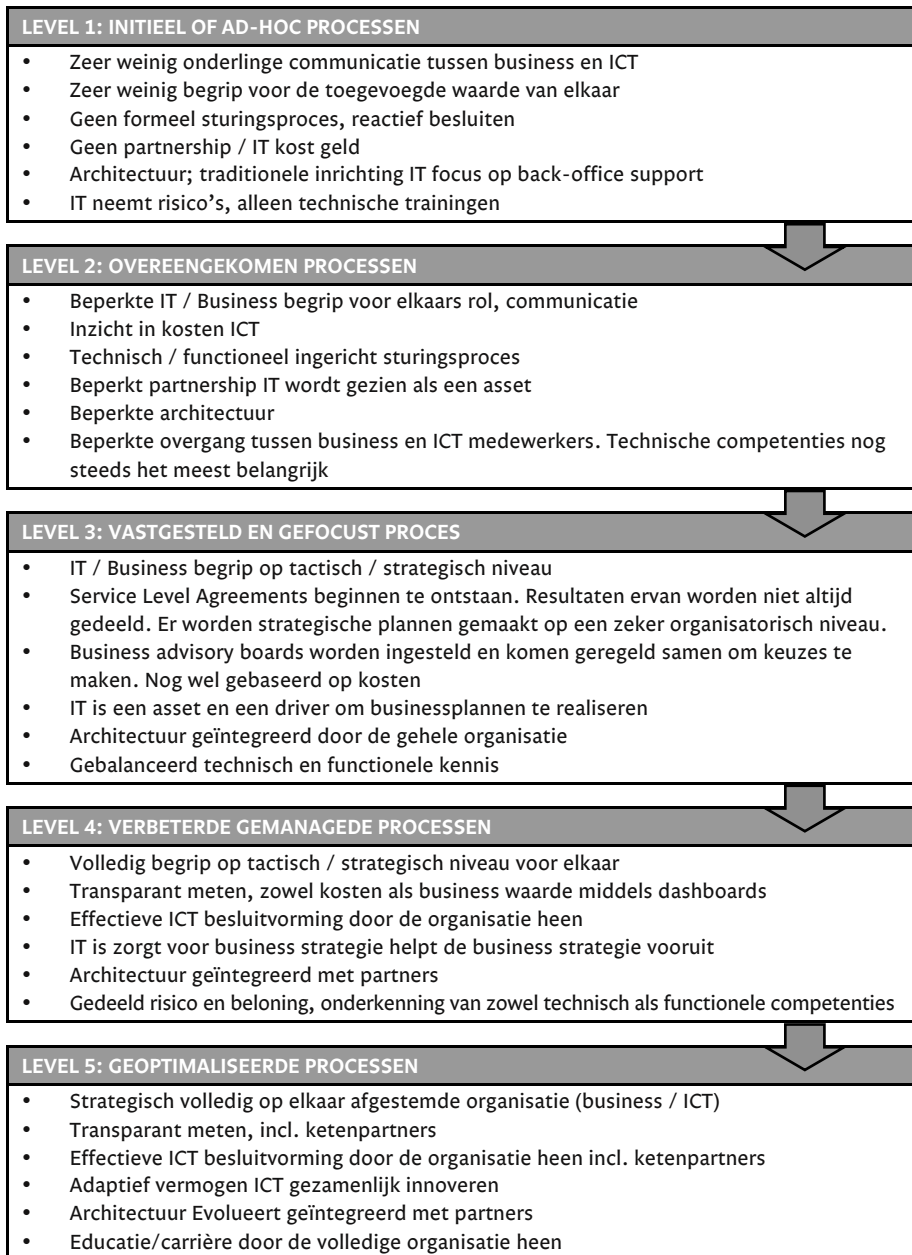 LEVEL 1: INITIEEL OF AD-HOC PROCESSEN
• Zeer weinig onderlinge communicatie tussen business en ICT
• Zeer weinig begrip voor de toegevoegde waarde van elkaar
• Geen formeel sturingsproces, reactief besluiten
• Geen partnership / IT kost geld
• Architectuur; traditionele inrichting IT focus op back-office support
• IT neemt risico’s, alleen technische trainingen
LEVEL 2: OVEREENGEKOMEN PROCESSEN
• Beperkte IT / Business begrip voor elkaars rol, communicatie
• Inzicht in kosten ICT
• Technisch / functioneel ingericht sturingsproces
• Beperkt partnership IT wordt gezien als een asset
• Beperkte architectuur
• Beperkte overgang tussen business en ICT medewerkers. Technische competenties nog
steeds het meest belangrijk
LEVEL 3: VASTGESTELD EN GEFOCUST PROCES
• IT / Business begrip op tactisch / strategisch niveau
• Service Level Agreements beginnen te ontstaan. Resultaten ervan worden niet altijd
gedeeld. Er worden strategische plannen gemaakt op een zeker organisatorisch niveau.
• Business advisory boards worden ingesteld en komen geregeld samen om keuzes te
maken. Nog wel gebaseerd op kosten
• IT is een asset en een driver om businessplannen te realiseren
• Architectuur geïntegreerd door de gehele organisatie
• Gebalanceerd technisch en functionele kennis
LEVEL 4: VERBETERDE GEMANAGEDE PROCESSEN
• Volledig begrip op tactisch / strategisch niveau voor elkaar
• Transparant meten, zowel kosten als business waarde middels dashboards
• Effectieve ICT besluitvorming door de organisatie heen
• IT is zorgt voor business strategie helpt de business strategie vooruit
• Architectuur geïntegreerd met partners
• Gedeeld risico en beloning, onderkenning van zowel technisch als functionele competenties
LEVEL 5: GEOPTIMALISEERDE PROCESSEN
• Strategisch volledig op elkaar afgestemde organisatie (business / ICT)
• Transparant meten, incl. ketenpartners
• Effectieve ICT besluitvorming door de organisatie heen incl. ketenpartners
• Adaptief vermogen ICT gezamenlijk innoveren
• Architectuur Evolueert geïntegreerd met partners
• Educatie/carrière door de volledige organisatie heen